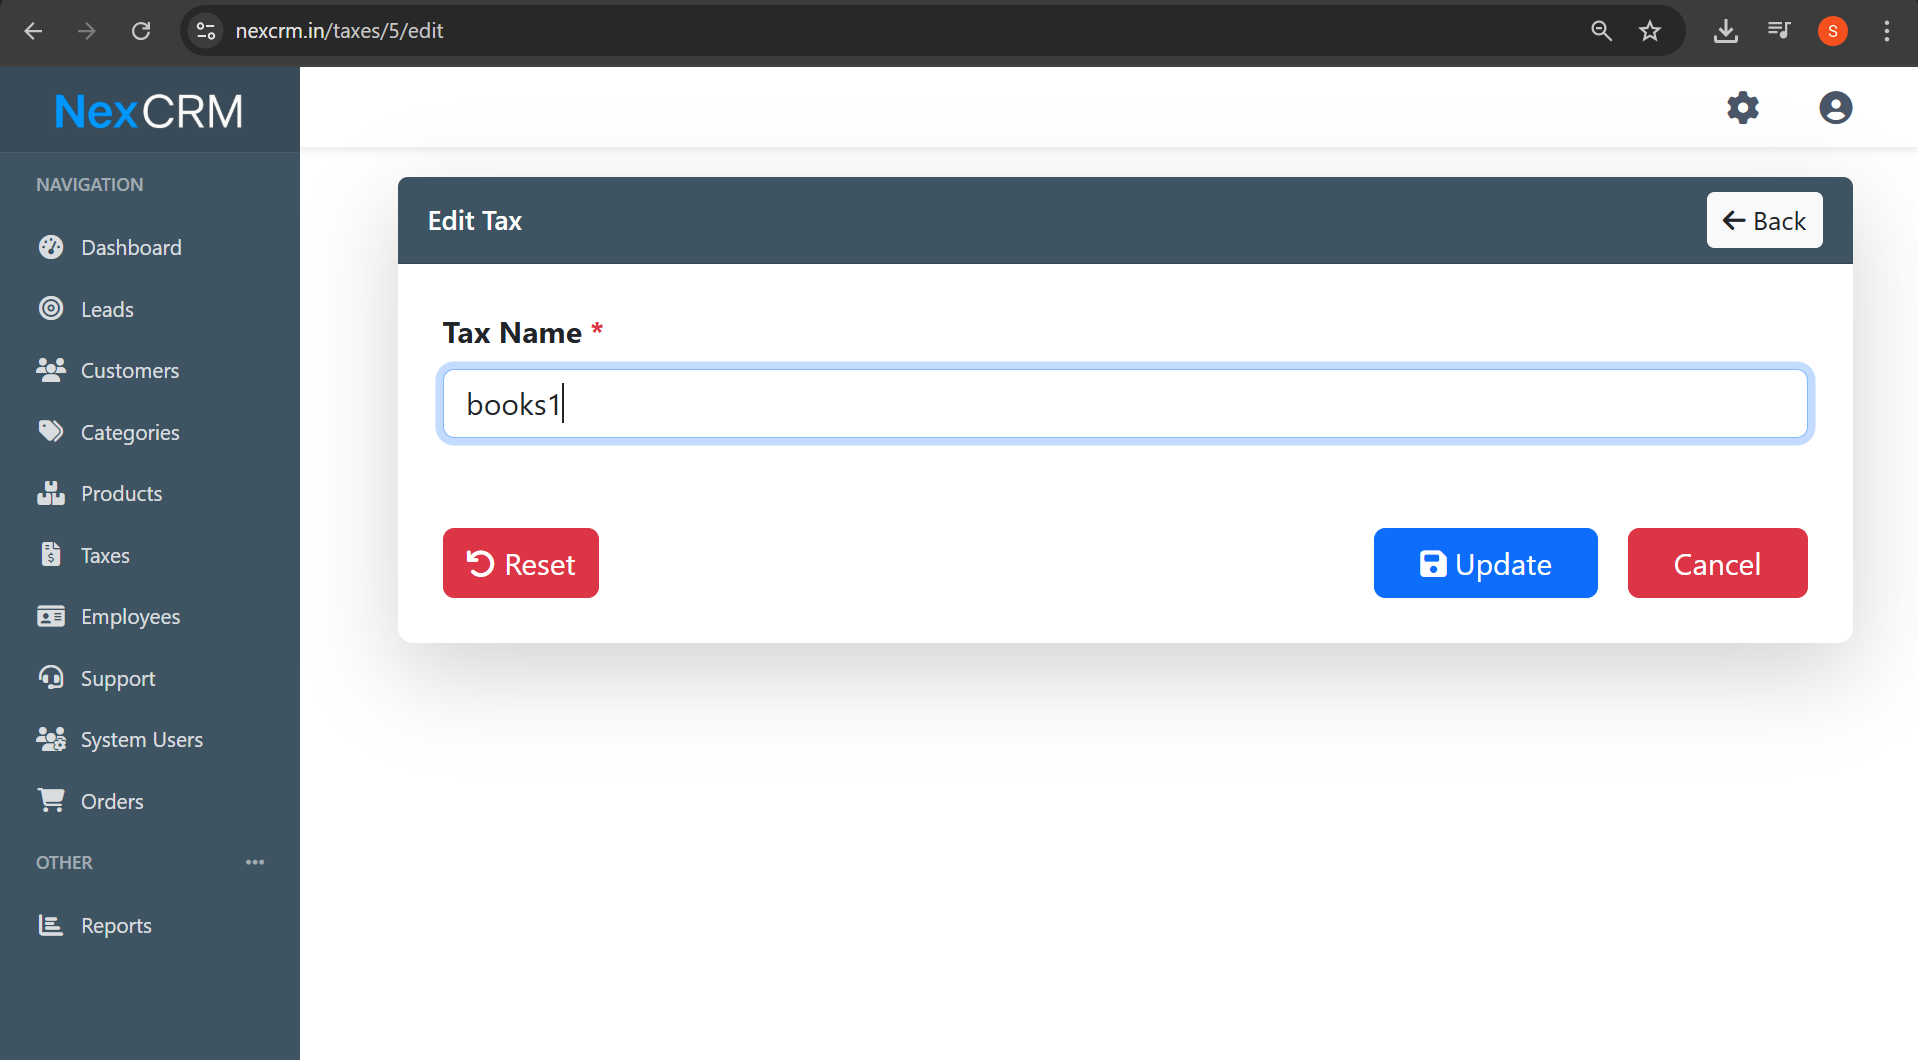 nexcrm.in/taxes/5/edit
S
NexCRM
NAVIGATION
Dashboard
Leads
Customers
Categories
Products
Taxes
Employees
Support
System Users
Orders
OTHER
Reports
Edit Tax
Back
Tax Name *
books1
Reset
Update
Cancel